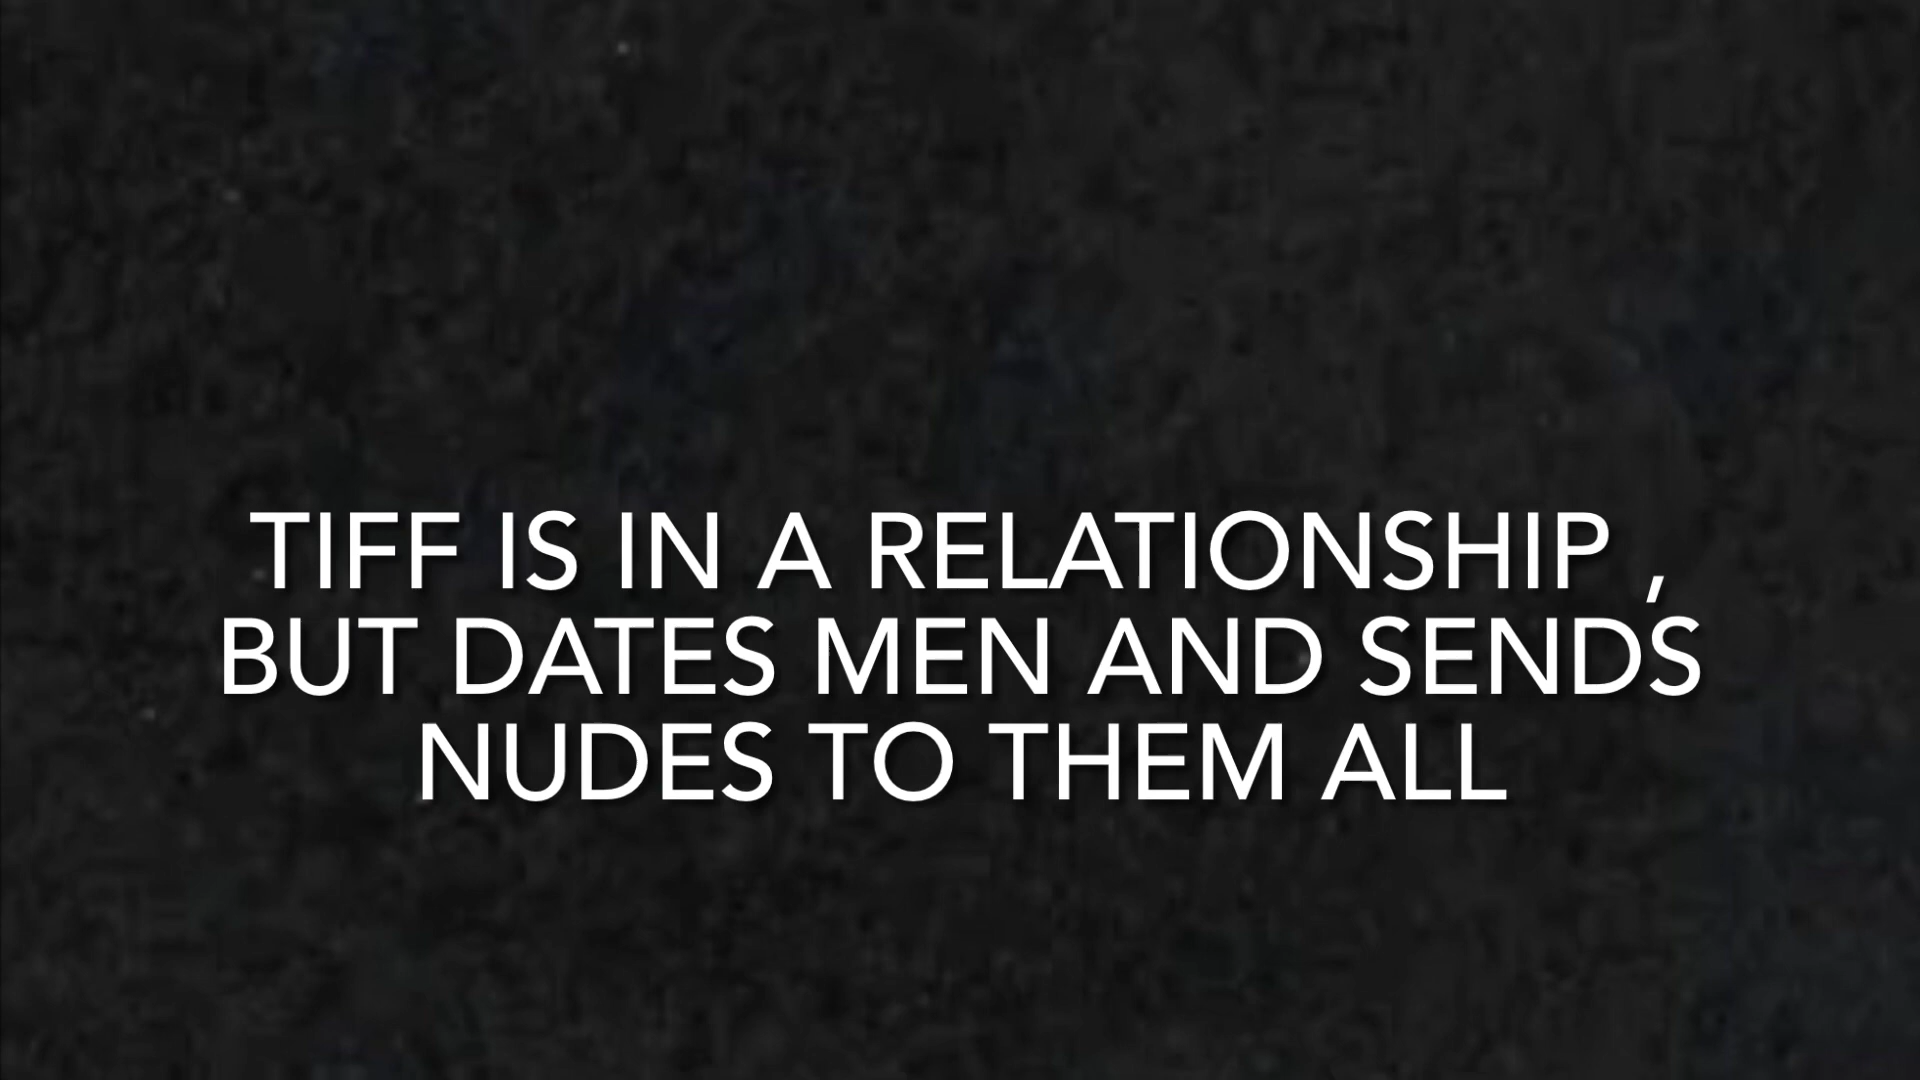 TIFF IS IN A RELATIONSHIP ,
BUT DATES MEN AND SENDS
NUDES TO THEM ALL